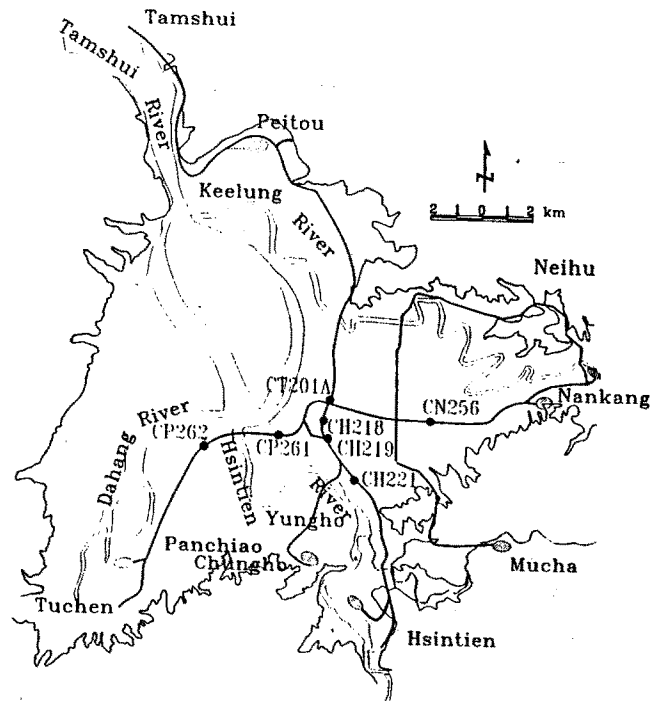 Tamshui
Tamshui
River
Peitou
Keelung
River
N
2 1 0 1 2 km
Neihu
CT201A
Nankang
CN256
CH218
CP262
CP261
CH219
Dahang River
Hsintien
River
CH221
Yungho
Panchiao
Chungho
Mucha
Tuchen
Hsintien